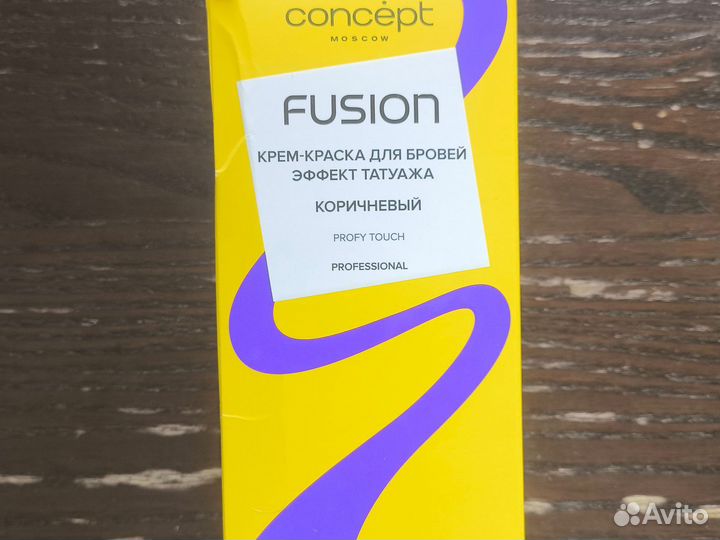 concept
MOSCOW
FUSION
КРЕМ-КРАСКА ДЛЯ БРОВЕЙ
ЭФФЕКТ ТАТУАЖА
КОРИЧНЕВЫЙ
PROFY TOUCH
PROFESSIONAL
Avito